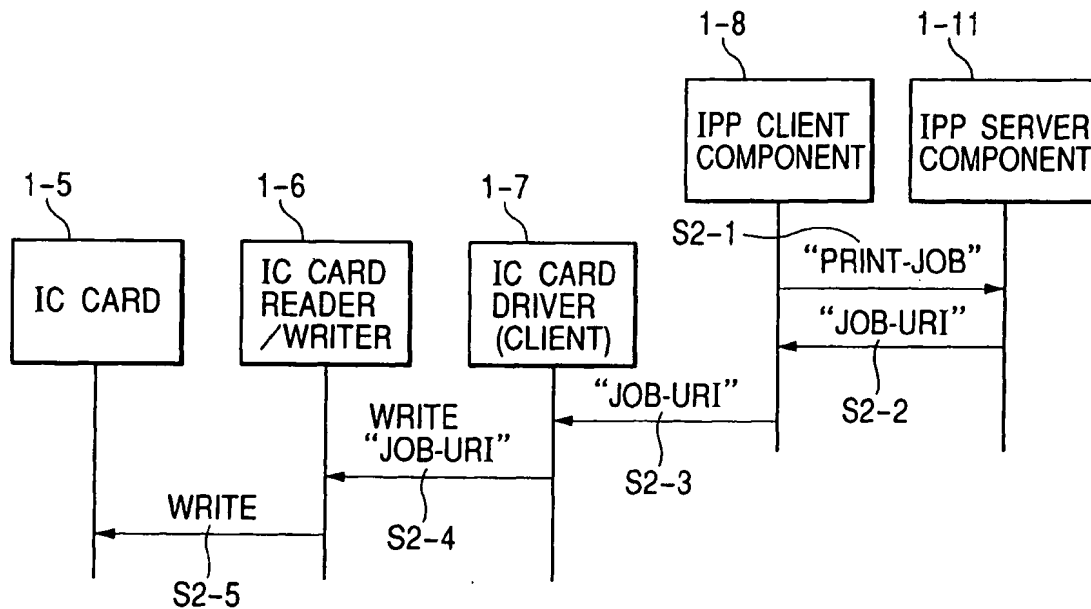 1-8
1-11
IPP CLIENT
COMPONENT
IPP SERVER
COMPONENT
1-5
1-6
1-7
IC CARD
IC CARD
READER
/WRITER
IC CARD
DRIVER
(CLIENT)
S2-1
“PRINT-JOB”
“JOB-URI”
S2-2
“JOB-URI”
S2-3
WRITE
“JOB-URI”
S2-4
WRITE
S2-5